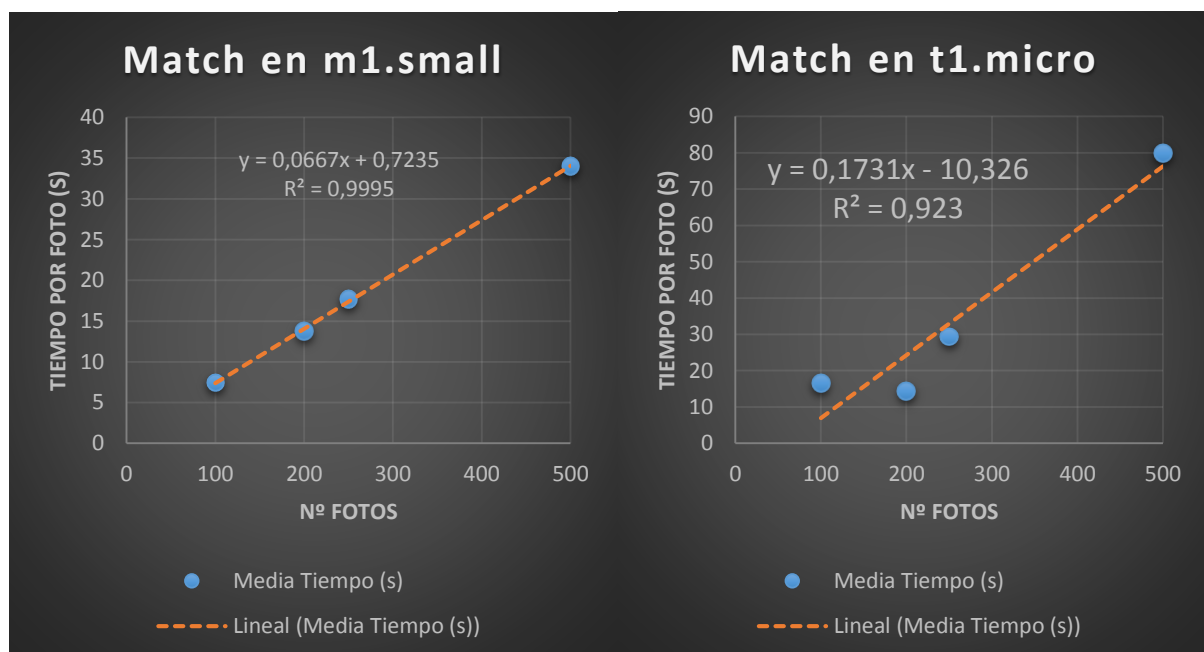 Match en m1.small
TIEMPO POR FOTO (S)
40
35
30
25
20
15
10
5
0
y = 0,0667x + 0,7235
R² = 0,9995
0 100 200 300 400 500
Nº FOTOS
Media Tiempo (s)
Lineal (Media Tiempo (s))
Match en t1.micro
TIEMPO POR FOTO (S)
90
80
70
60
50
40
30
20
10
0
y = 0,1731x - 10,326
R² = 0,923
0 100 200 300 400 500
Nº FOTOS
Media Tiempo (s)
Lineal (Media Tiempo (s))